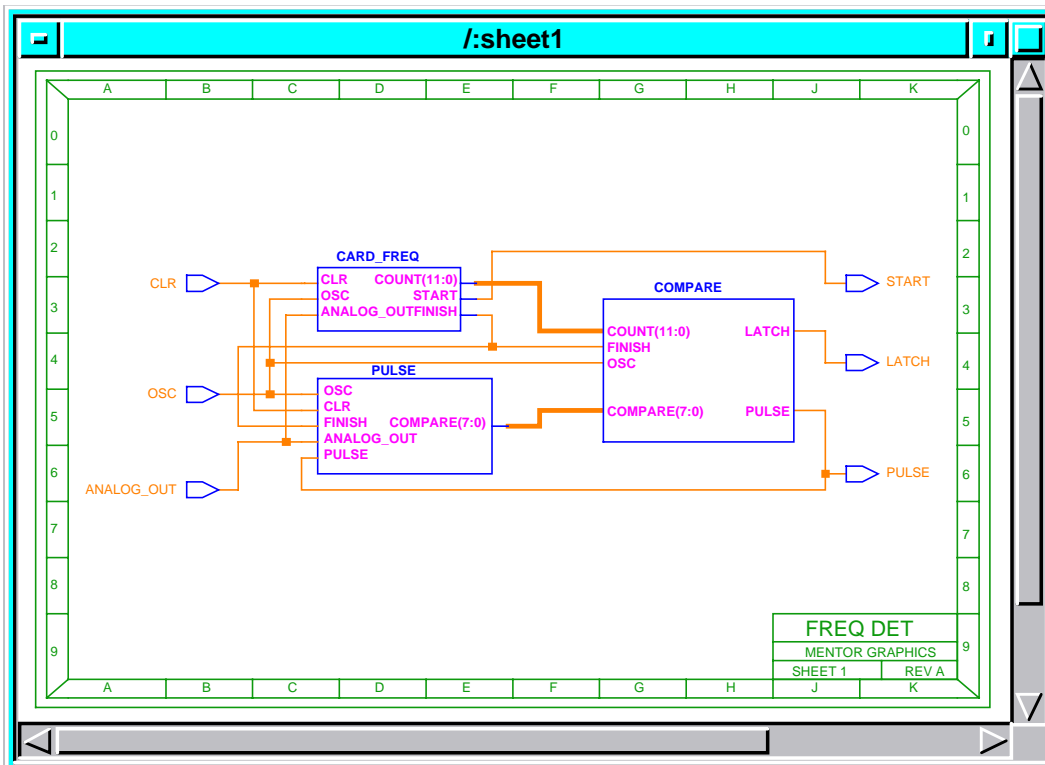 /:sheet1
A B C D E F G H J K
0 0
1 1
2 2
CARD_FREQ
CLR CLR COUNT(11:0) START
OSC START COMPARE
3 ANALOG_OUTFINISH 3
COUNT(11:0) LATCH
FINISH
4 OSC LATCH 4
PULSE
OSC OSC
CLR COMPARE(7:0) PULSE
5 FINISH COMPARE(7:0) 5
ANALOG_OUT
PULSE
6 PULSE 6
ANALOG_OUT
7 7
8 8
FREQ DET
9 MENTOR GRAPHICS 9
SHEET 1 REV A
A B C D E F G H J K